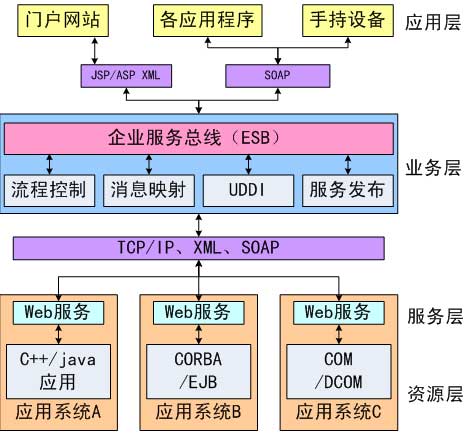 门户网站
各应用程序
手持设备
应用层
JSP/ASP XML
SOAP
企业服务总线（ESB）
流程控制
消息映射
UDDI
服务发布
业务层
TCP/IP、XML、SOAP
Web服务
Web服务
Web服务
服务层
C++/java
应用
CORBA
/EJB
COM
/DCOM
资源层
应用系统A
应用系统B
应用系统C